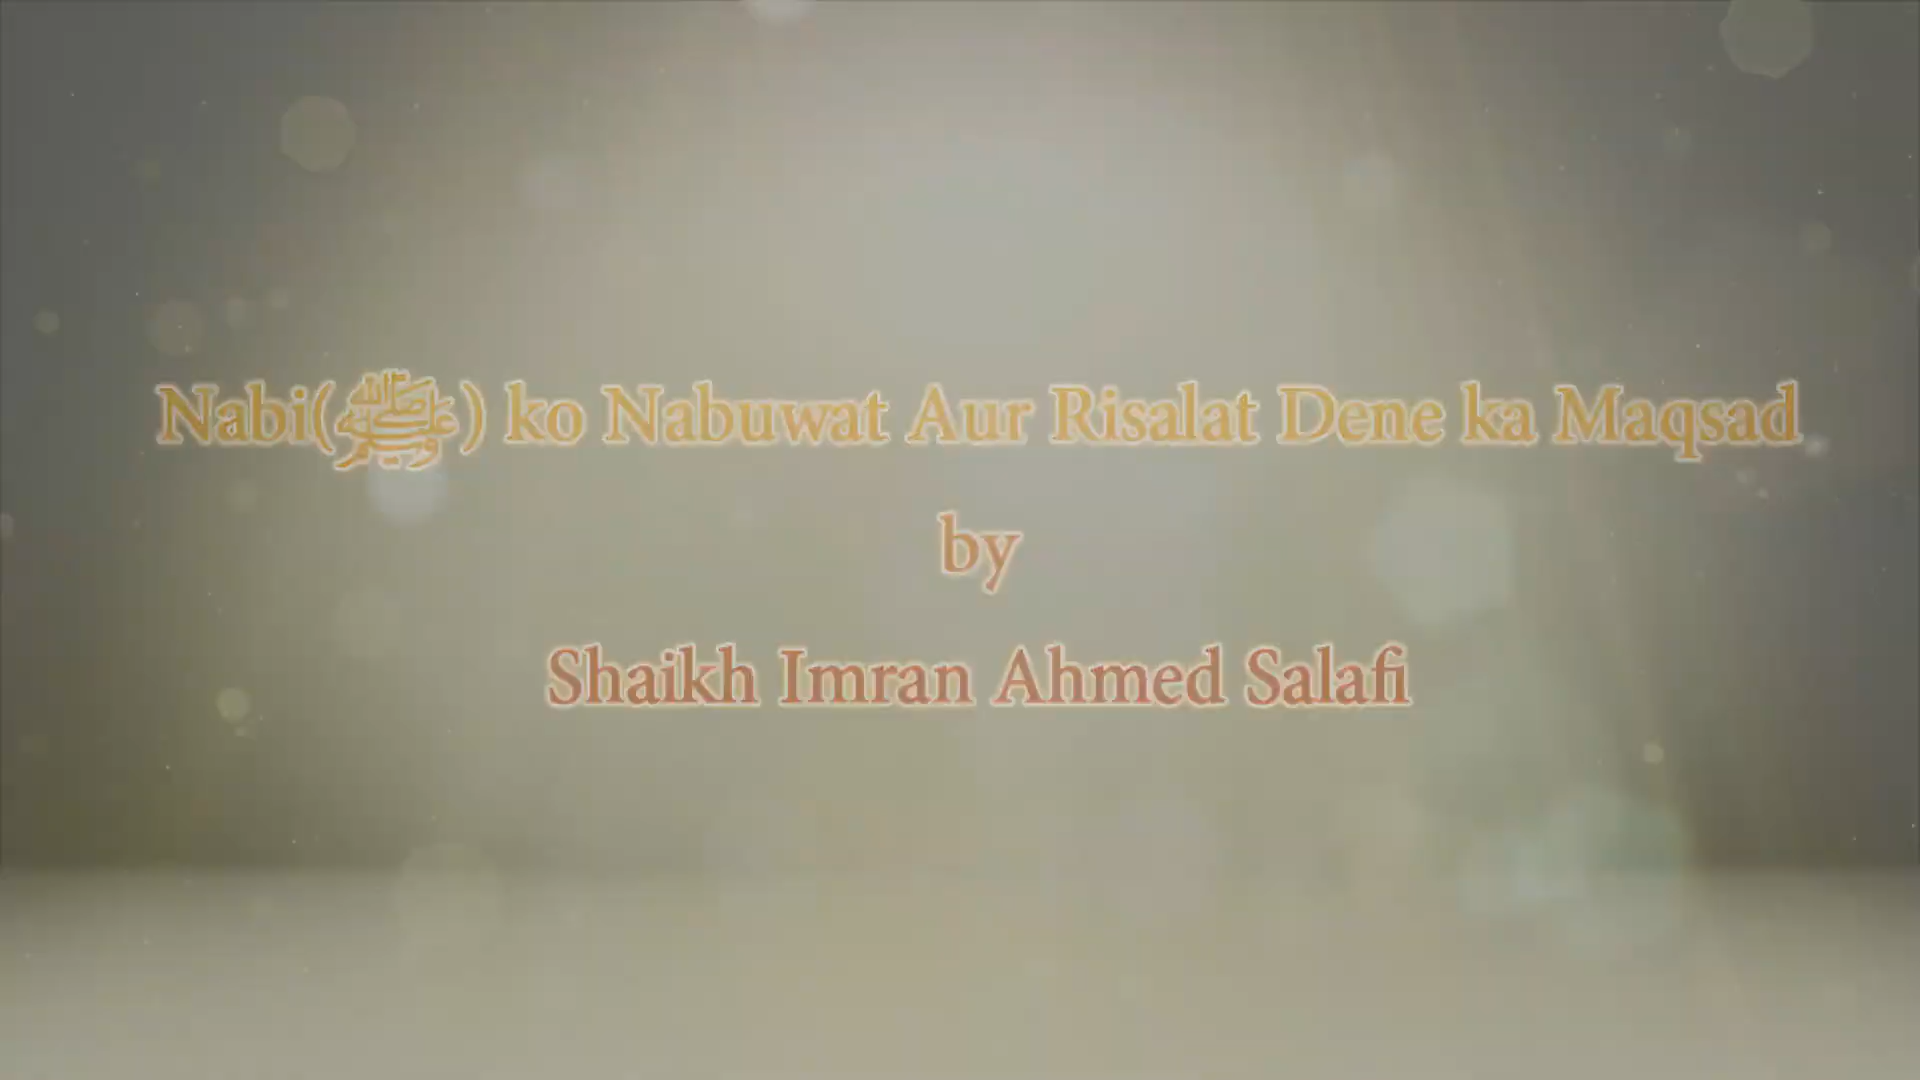 Nabi(ﷺ) ko Nabuwat Aur Risalat Dene ka Maqsad
by
Shaikh Imran Ahmed Salafi